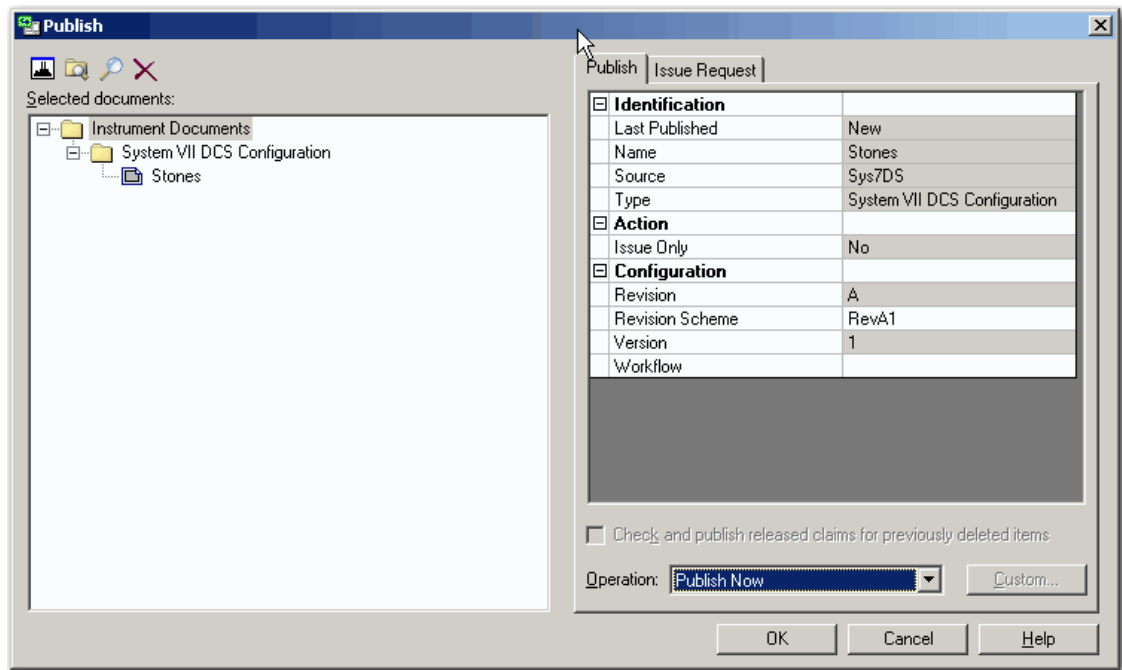 Publish
Selected documents:
Instrument Documents
System VII DCS Configuration
Stones
Publish Issue Request
Identification
Last Published New
Name Stones
Source Sys7DS
Type System VII DCS Configuration
Action
Issue Only No
Configuration
Revision A
Revision Scheme RevA1
Version 1
Workflow
Check and publish released claims for previously deleted items
Operation: Publish Now Custom...
OK Cancel Help